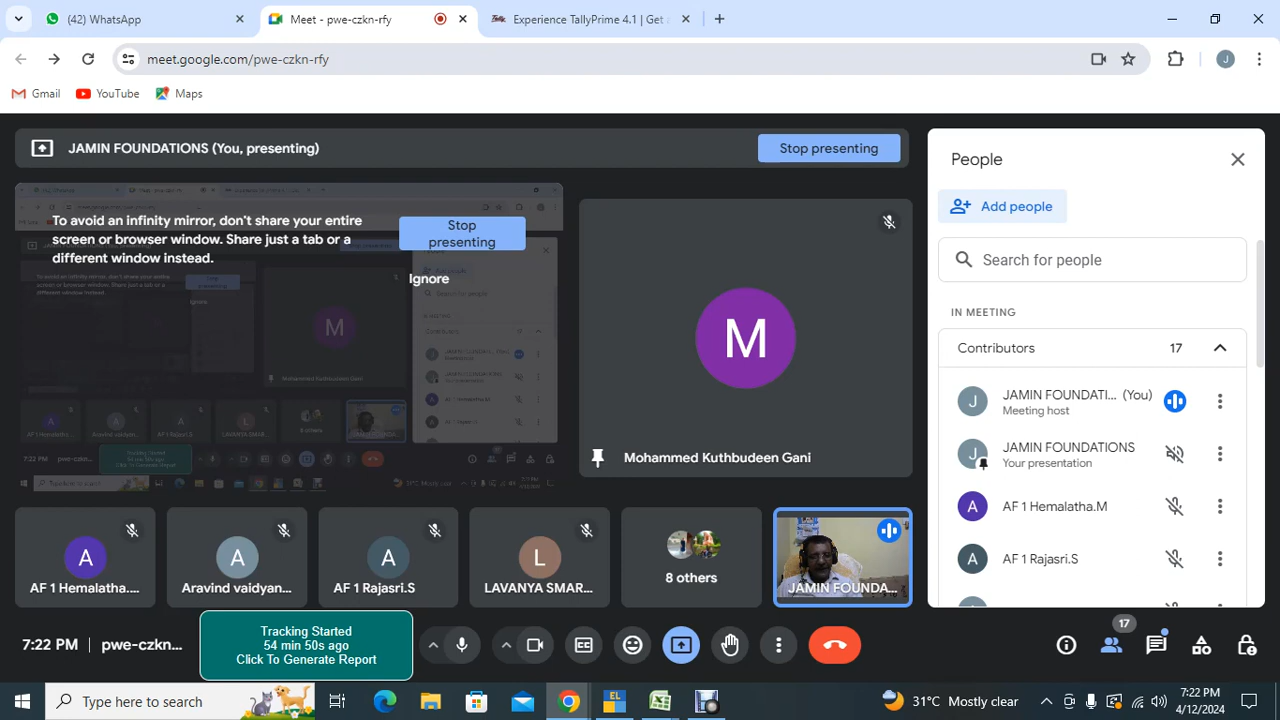 (42) WhatsApp
Meet - pwe-czkn-rfy
Experience TallyPrime 4.1 | Get a
meet.google.com/pwe-czkn-rfy
J
Gmail
YouTube
Maps
JAMIN FOUNDATIONS (You, presenting)
Stop presenting
To avoid an infinity mirror, don't share your entire
screen or browser window. Share just a tab or a
different window instead.
Stop
presenting
Ignore
M
Mohammed Kuthbudeen Gani
M
Mohammed Kuthbudeen Gani
People
Add people
Search for people
IN MEETING
Contributors
17
J
JAMIN FOUNDATI... (You)
Meeting host
J
JAMIN FOUNDATIONS
Your presentation
A
AF 1 Hemalatha.M
A
AF 1 Rajasri.S
A
AF 1 Hemalatha....
A
Aravind vaidyan...
A
AF 1 Rajasri.S
L
LAVANYA SMAR...
8 others
JAMIN FOUNDA...
7:22 PM
pwe-czkn...
Tracking Started
54 min 50s ago
Click To Generate Report
17
Type here to search
31°C Mostly clear
7:22 PM
4/12/2024